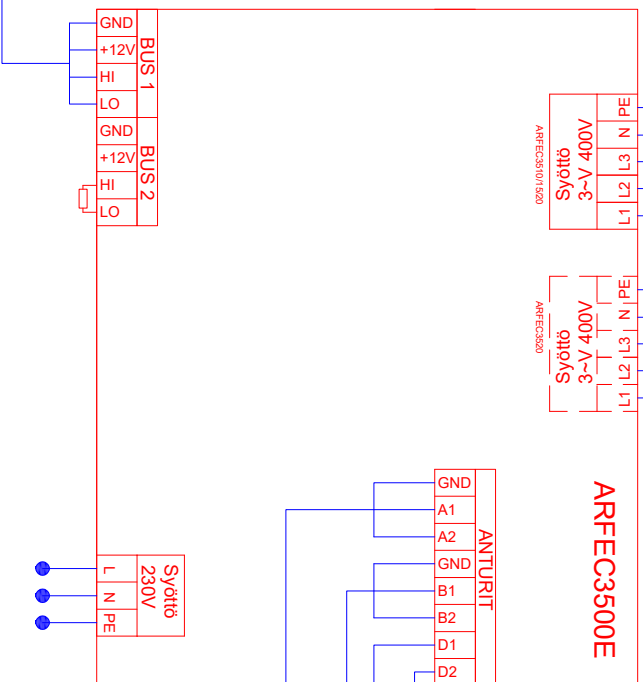 GND
+12V
HI
LO
BUS 1
GND
+12V
HI
LO
BUS 2
PE
N
L3
L2
L1
3~V 400V
Syöttö
ARFEC3510/15/20
PE
N
L3
L2
L1
3~V 400V
Syöttö
ARFEC3520
ARFEC3500E
GND
A1
A2
GND
B1
B2
D1
D2
ANTURIT
Syöttö
230V
L
N
PE